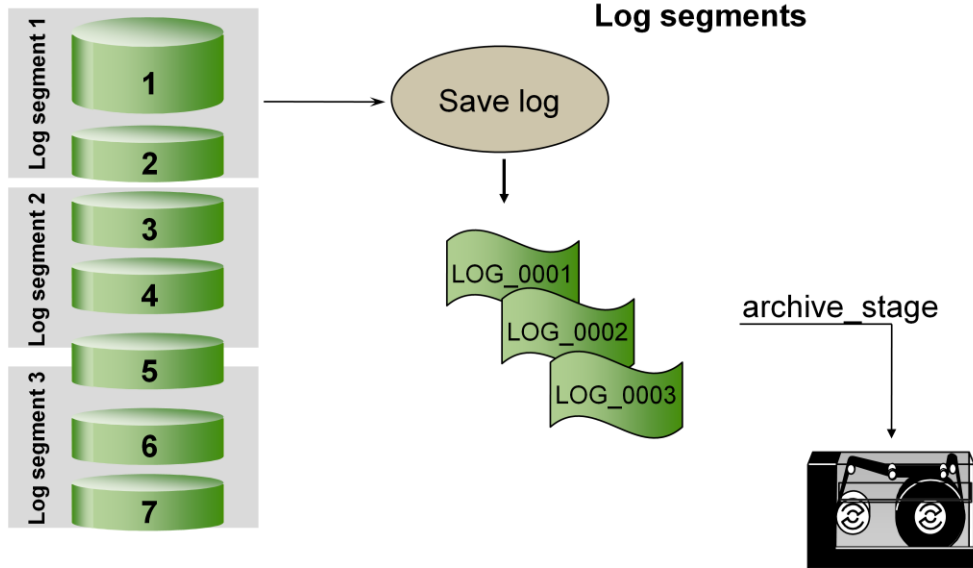 Log segments
Log segment 1
1
2
Log segment 2
3
4
5
Log segment 3
6
7
Save log
LOG_0001
LOG_0002
LOG_0003
archive_stage